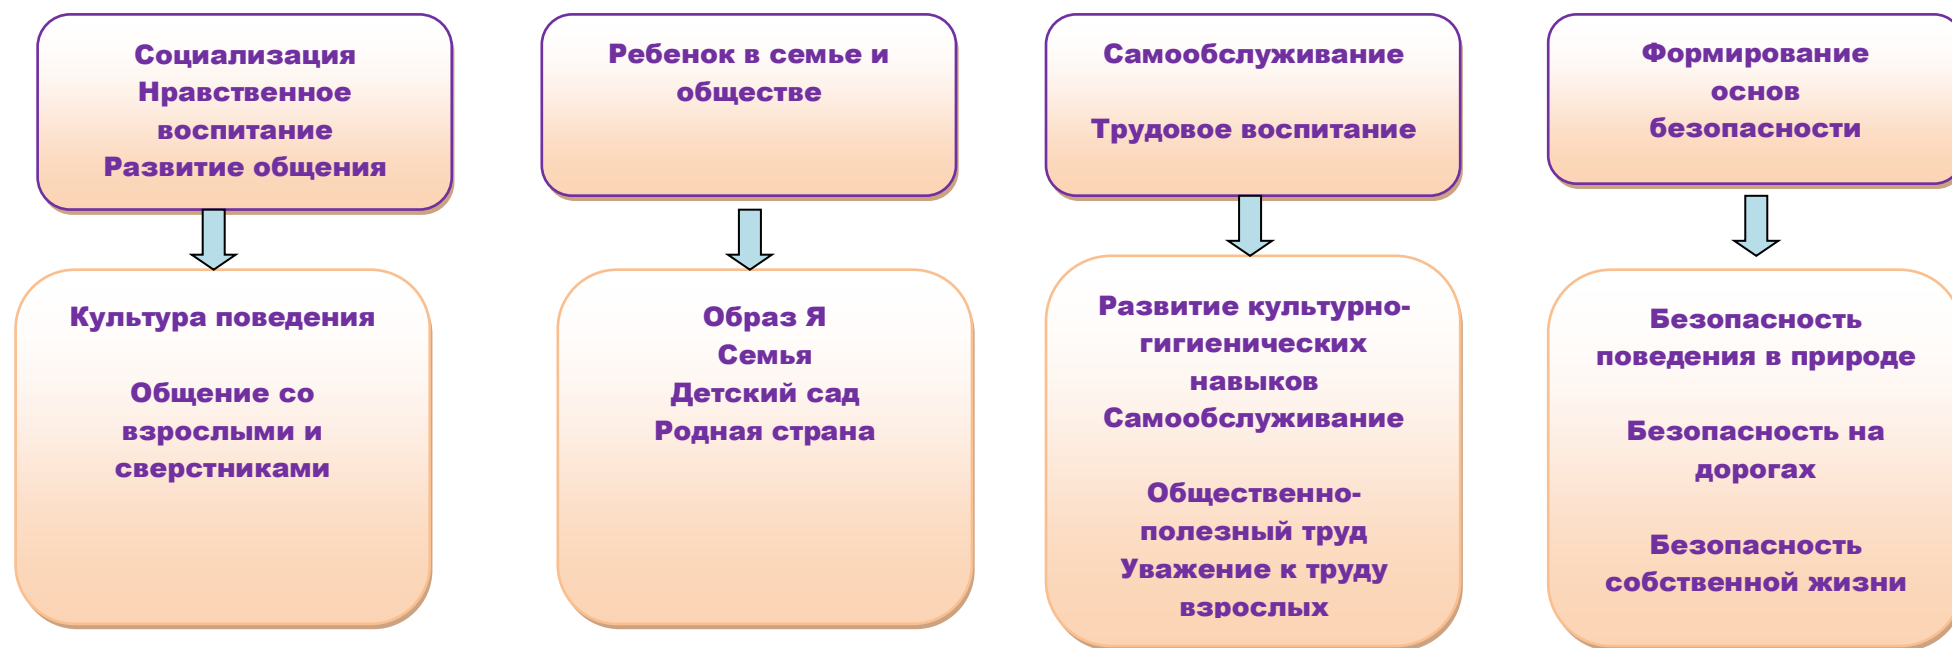 Социализация
Нравственное
воспитание
Развитие общения
Ребенок в семье и
обществе
Самообслуживание
Трудовое воспитание
Формирование
основ
безопасности
Культура поведения
Общение со
взрослыми и
сверстниками
Образ Я
Семья
Детский сад
Родная страна
Развитие культурно-
гигиенических
навыков
Самообслуживание
Общественно-
полезный труд
Уважение к труду
взрослых
Безопасность
поведения в природе
Безопасность на
дорогах
Безопасность
собственной жизни